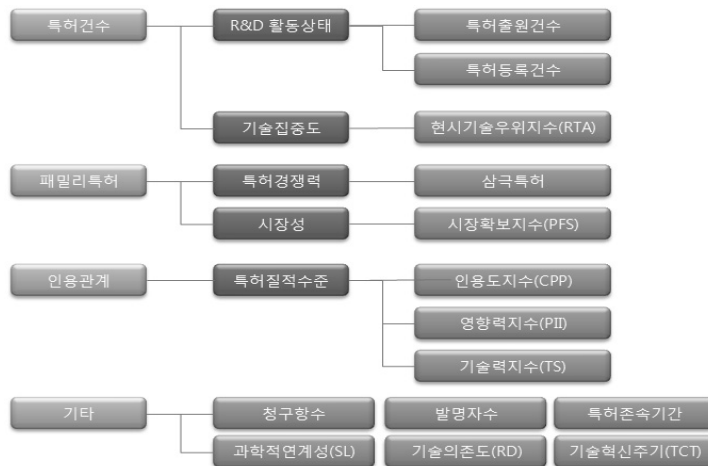 특허건수
R&D 활동상태
특허출원건수
특허등록건수
기술집중도
현시기술우위지수(RTA)
패밀리특허
특허경쟁력
삼극특허
시장성
시장확보지수(PFS)
인용관계
특허질적수준
인용도지수(CPP)
영향력지수(PII)
기술력지수(TS)
기타
청구항수
발명자수
특허존속기간
과학적연계성(SL)
기술의존도(RD)
기술혁신주기(TCT)